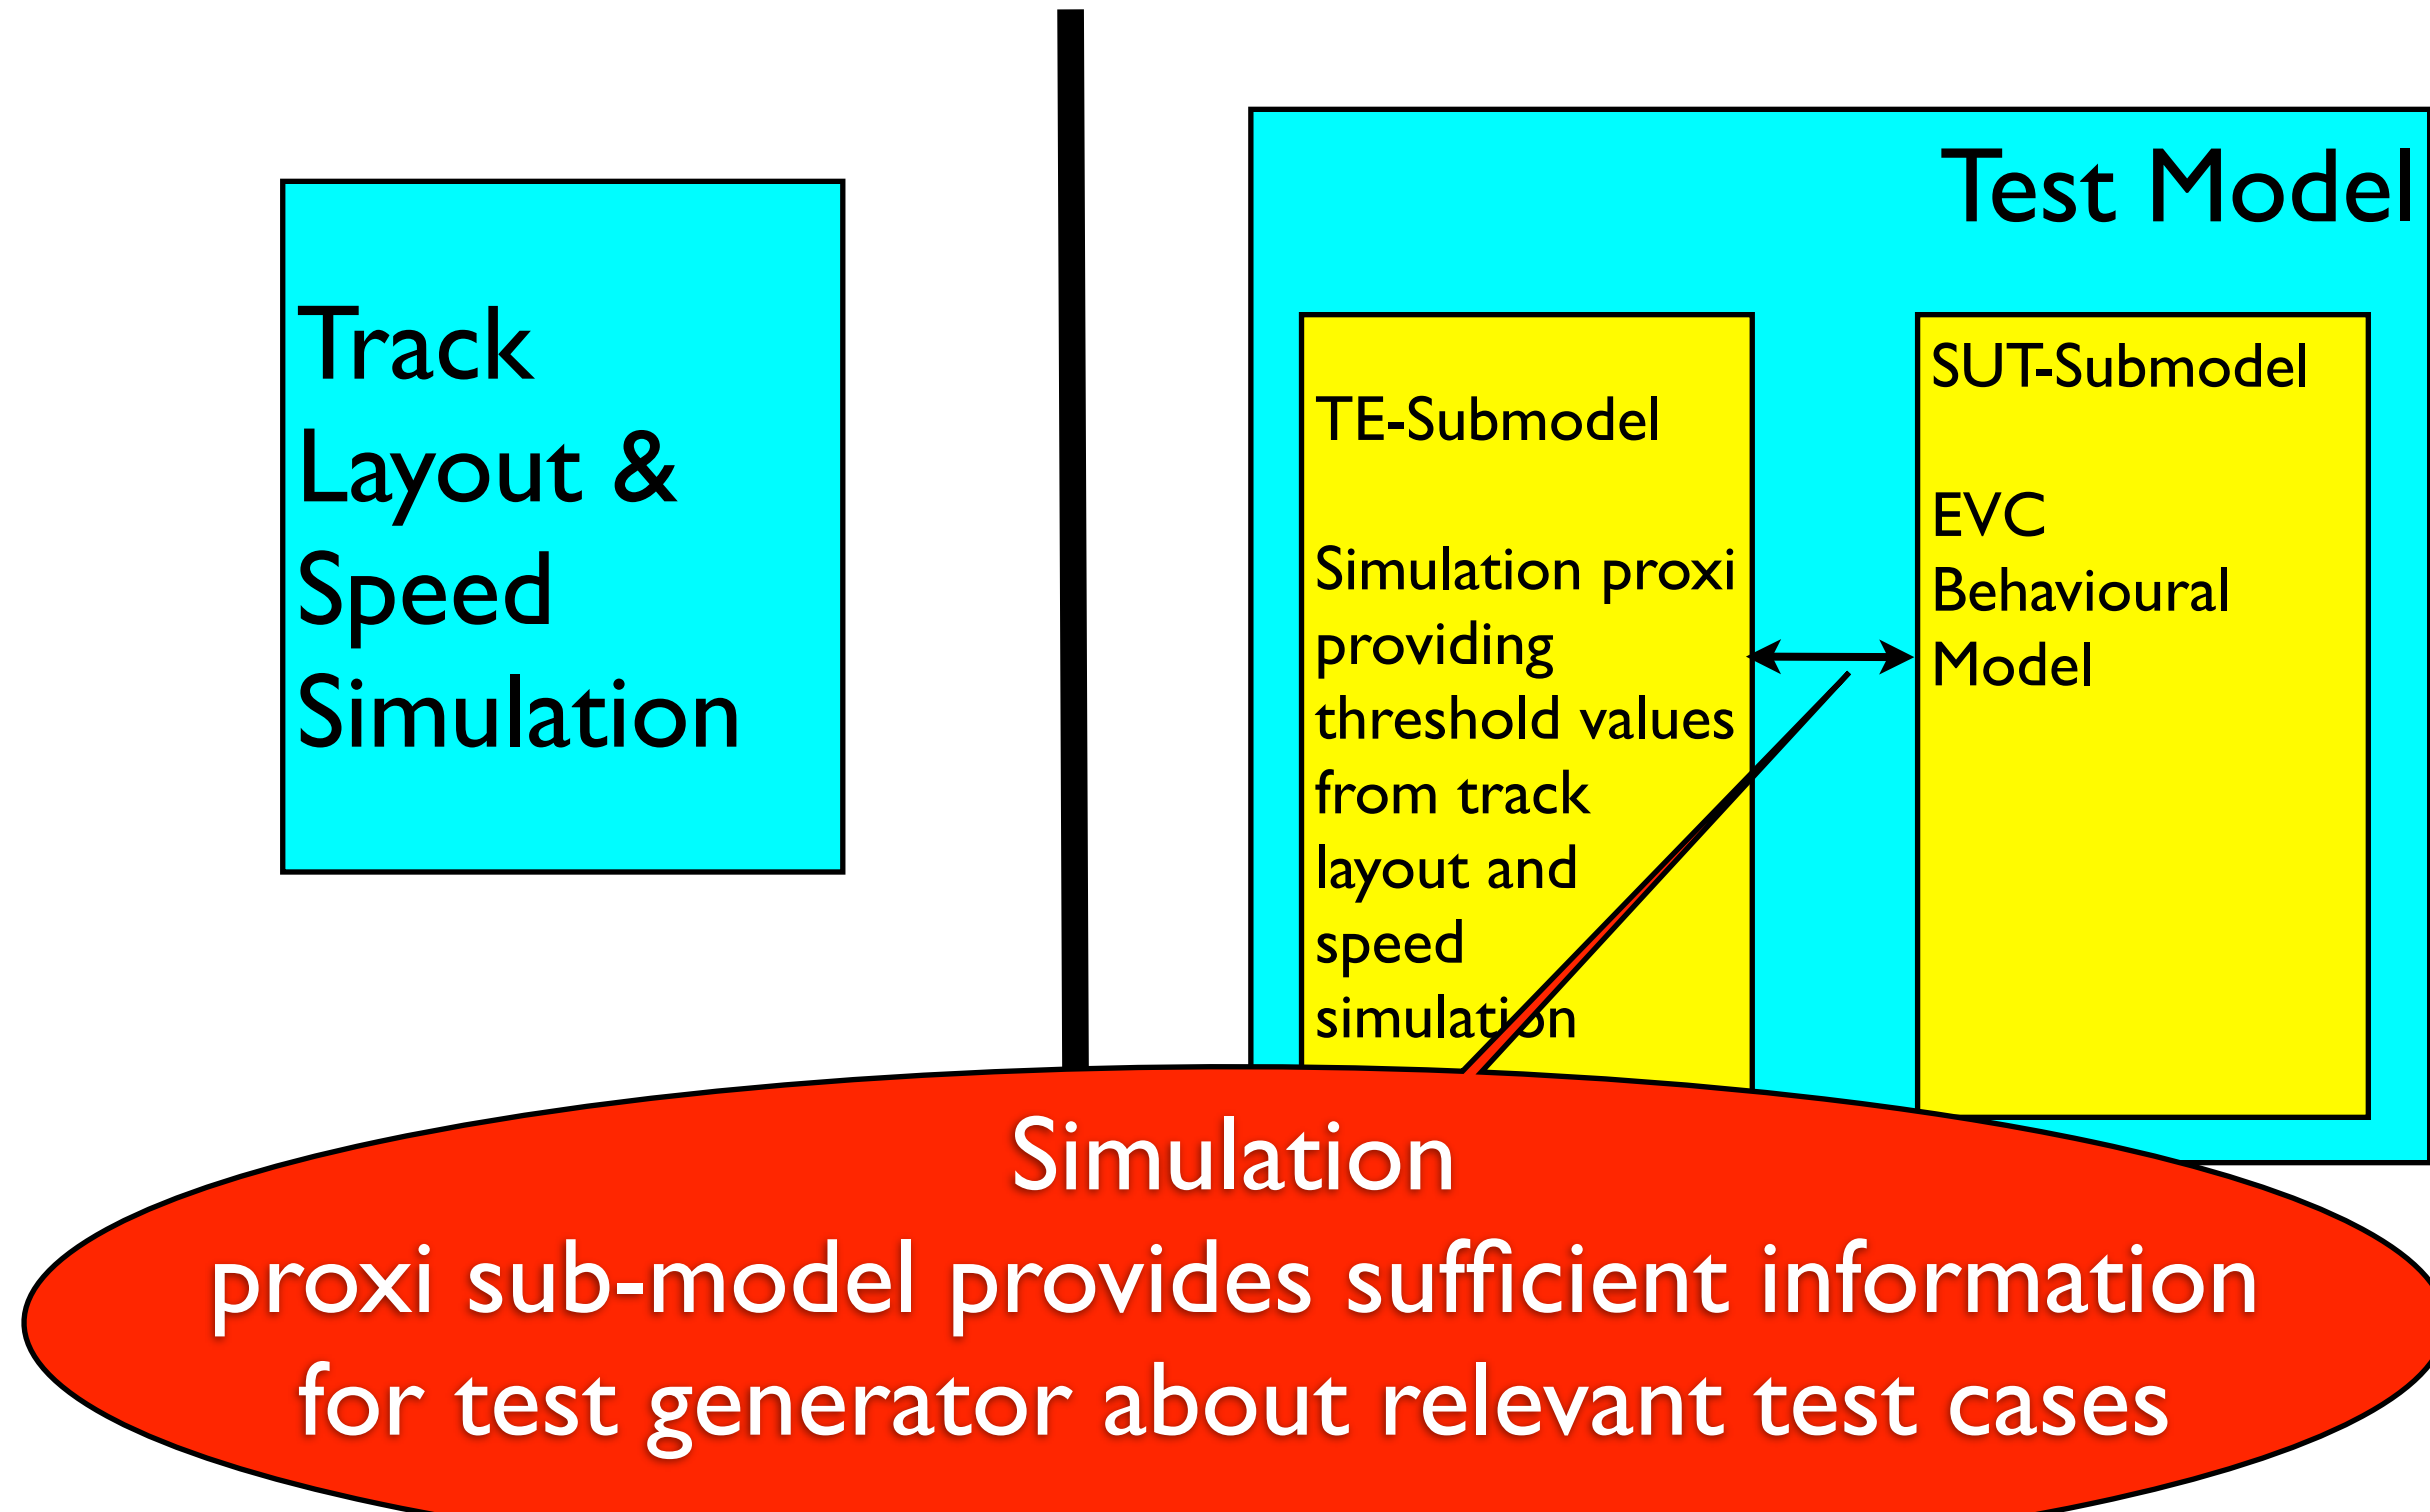 Track
Layout &
Speed
Simulation
Test Model
TE-Submodel
Simulation proxi
providing
threshold values
from track
layout and
speed
simulation
SUT-Submodel
EVC
Behavioural
Model
Simulation
proxi sub-model provides sufficient information
for test generator about relevant test cases